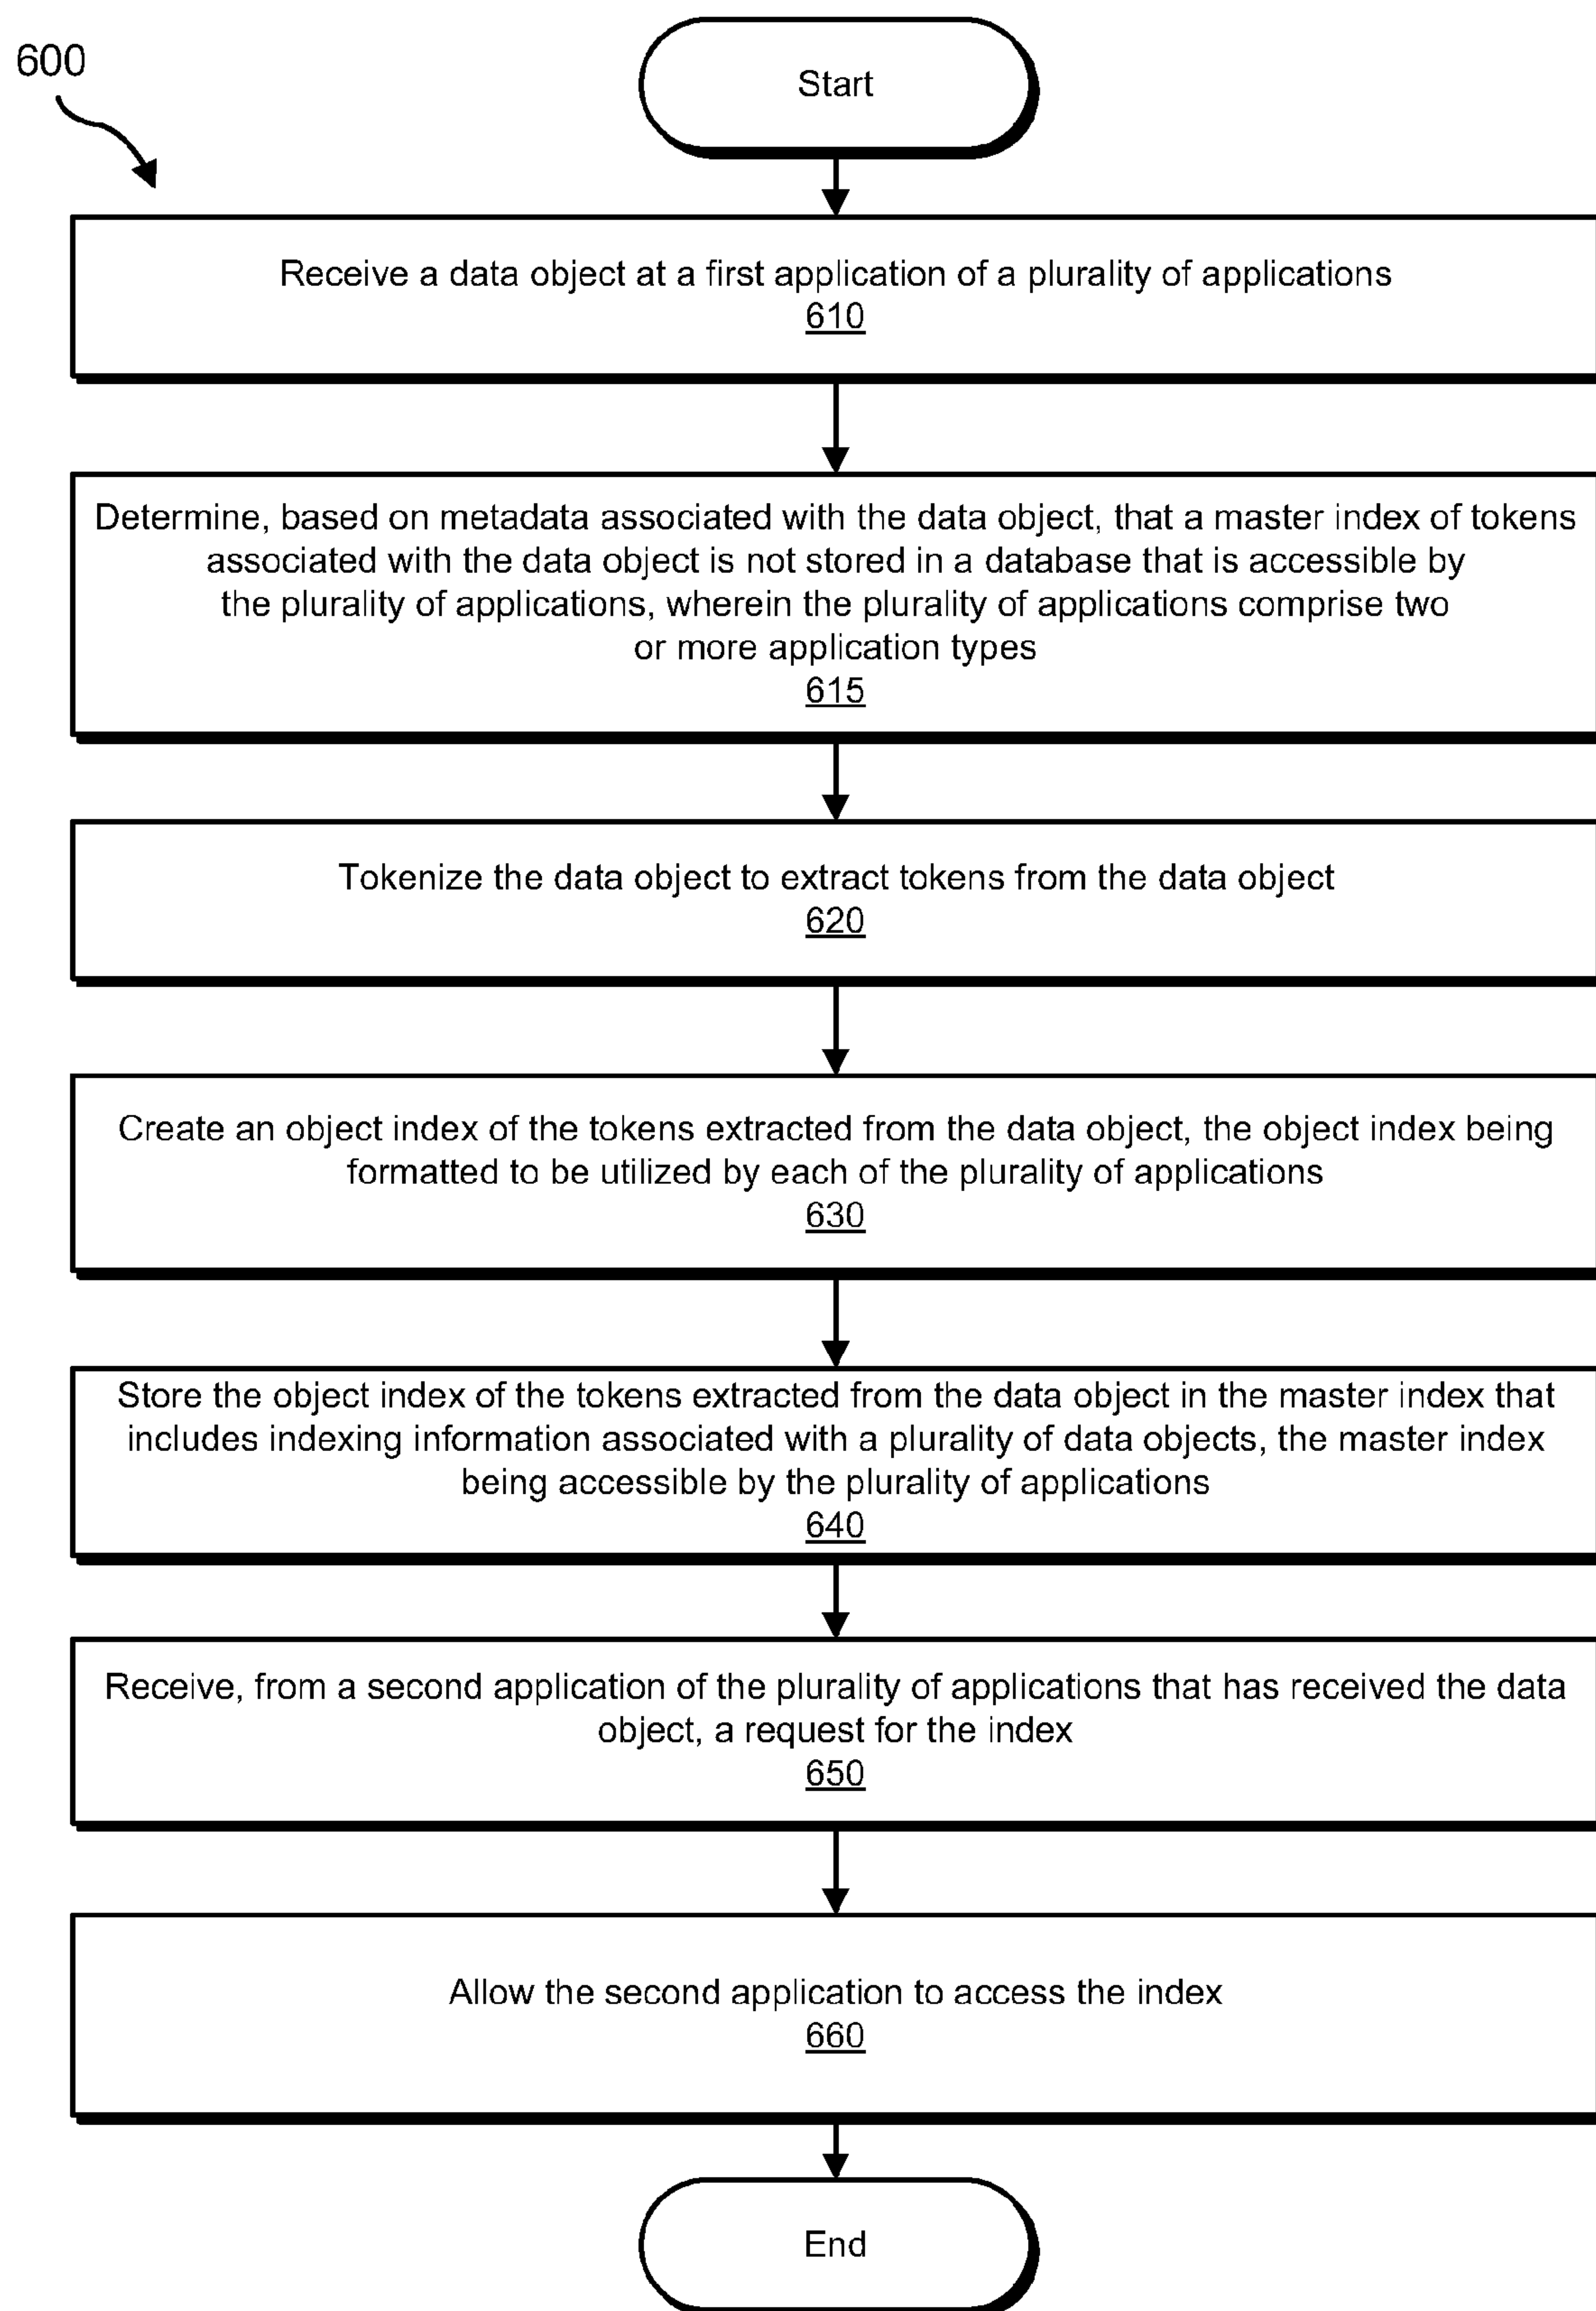 600
Start
Receive a data object at a first application of a plurality of applications
610
Determine, based on metadata associated with the data object, that a master index of tokens
associated with the data object is not stored in a database that is accessible by
the plurality of applications, wherein the plurality of applications comprise two
or more application types
615
Tokenize the data object to extract tokens from the data object
620
Create an object index of the tokens extracted from the data object, the object index being
formatted to be utilized by each of the plurality of applications
630
Store the object index of the tokens extracted from the data object in the master index that
includes indexing information associated with a plurality of data objects, the master index
being accessible by the plurality of applications
640
Receive, from a second application of the plurality of applications that has received the data
object, a request for the index
650
Allow the second application to access the index
660
End